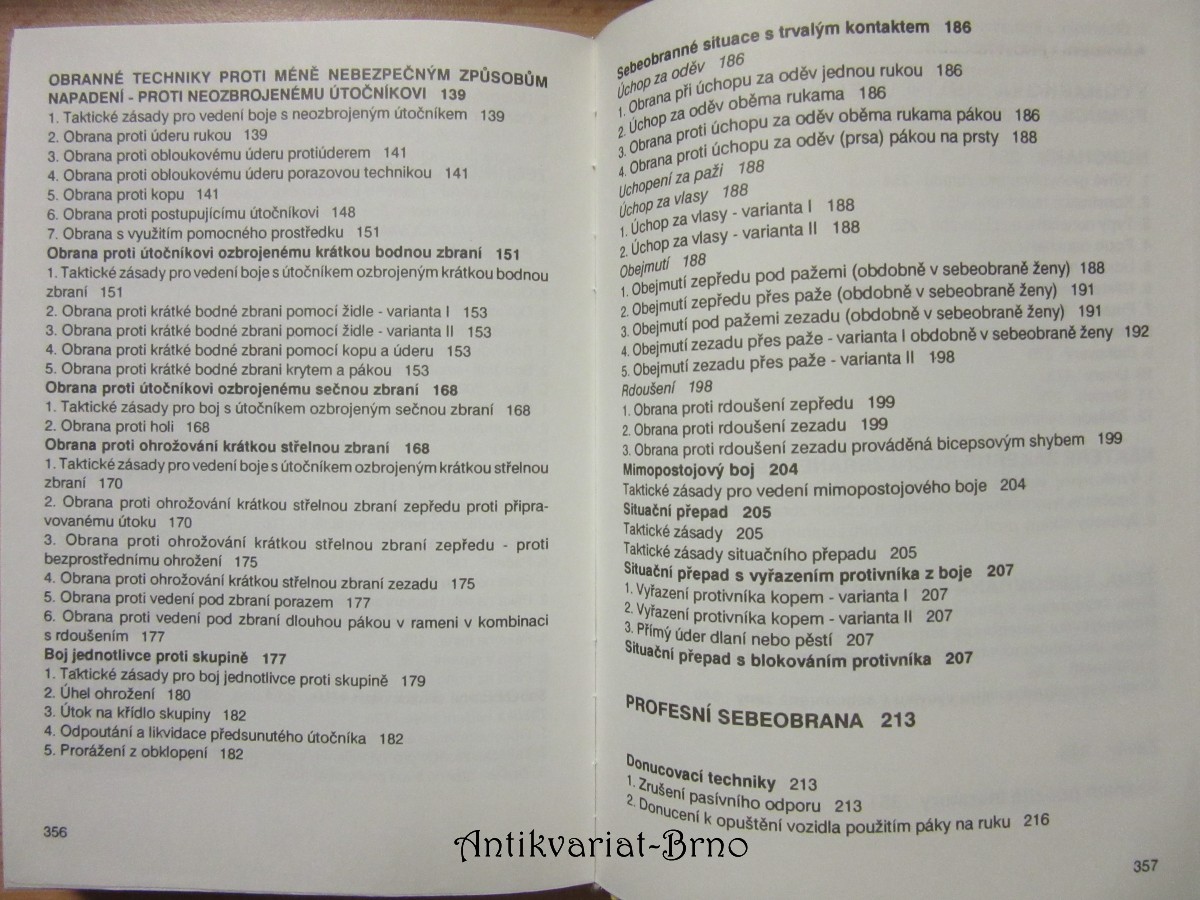 OBRANNÉ TECHNIKY PROTI MÉNĚ NEBEZPEČNÝM ZPŮSOBŮM
NAPADENÍ - PROTI NEOZBROJENÉMU ÚTOČNÍKOVI 139
1. Taktické zásady pro vedení boje s neozbrojeným útočníkem 139
2. Obrana proti úderu rukou 139
3. Obrana proti obloukovému úderu protiúderem 141
4. Obrana proti obloukovému úderu porazovou technikou 141
5. Obrana proti kopu 141
6. Obrana proti postupujícímu útočníkovi 148
7. Obrana s využitím pomocného prostředku 151
Obrana proti útočníkovi ozbrojenému krátkou bodnou zbraní 151
1. Taktické zásady pro vedení boje s útočníkem ozbrojeným krátkou bodnou
zbraní 151
2. Obrana proti krátké bodné zbrani pomocí židle - varianta I 153
3. Obrana proti krátké bodné zbrani pomocí židle - varianta II 153
4. Obrana proti krátké bodné zbrani pomocí kopu a úderu 153
5. Obrana proti krátké bodné zbrani krytem a pákou 153
Obrana proti útočníkovi ozbrojenému sečnou zbraní 168
1. Taktické zásady pro boj s útočníkem ozbrojeným sečnou zbraní 168
2. Obrana proti holi 168
Obrana proti ohrožování krátkou střelnou zbraní 168
1. Taktické zásady pro vedení boje s útočníkem ozbrojeným krátkou střelnou
zbraní 170
2. Obrana proti ohrožování krátkou střelnou zbraní zepředu proti připra-
vovanému útoku 170
3. Obrana proti ohrožování krátkou střelnou zbraní zepředu - proti
bezprostřednímu ohrožení 175
4. Obrana proti ohrožování krátkou střelnou zbraní zezadu 175
5. Obrana proti vedení pod zbraní porazem 177
6. Obrana proti vedení pod zbraní dlouhou pákou v rameni v kombinaci
s rdoušením 177
Boj jednotlivce proti skupině 177
1. Taktické zásady pro boj jednotlivce proti skupině 179
2. Úhel ohrožení 180
3. Útok na křídlo skupiny 182
4. Odpoutání a likvidace předsunutého útočníka 182
5. Prorážení z obklopení 182
356
Sebeobranné situace s trvalým kontaktem 186
Úchop za oděv 186
1. Obrana při úchopu za oděv jednou rukou 186
2. Úchop za oděv oběma rukama 186
3. Obrana proti úchopu za oděv oběma rukama pákou 186
4. Obrana proti úchopu za oděv (prsa) pákou na prsty 188
Uchopení za paži 188
Úchop za vlasy 188
1. Úchop za vlasy - varianta I 188
2. Úchop za vlasy - varianta II 188
Obejmutí 188
1. Obejmutí zepředu pod pažemi (obdobně v sebeobraně ženy) 188
2. Obejmutí zepředu přes paže (obdobně v sebeobraně ženy) 191
3. Obejmutí pod pažemi zezadu (obdobně v sebeobraně ženy) 191
4. Obejmutí zezadu přes paže - varianta I obdobně v sebeobraně ženy 192
5. Obejmutí zezadu přes paže - varianta II 198
Rdoušení 198
1. Obrana proti rdoušení zepředu 199
2. Obrana proti rdoušení zezadu 199
3. Obrana proti rdoušení zezadu prováděná bicepsovým shybem 199
Mimopostojový boj 204
Taktické zásady pro vedení mimopostojového boje 204
Situační přepad 205
Taktické zásady 205
Taktické zásady situačního přepadu 205
Situační přepad s vyřazením protivníka z boje 207
1. Vyřazení protivníka kopem - varianta I 207
2. Vyřazení protivníka kopem - varianta II 207
3. Přímý úder dlaní nebo pěstí 207
Situační přepad s blokováním protivníka 207
PROFESNÍ SEBEOBRANA 213
Donucovací techniky 213
1. Zrušení pasívního odporu 213
2. Donucení k opuštění vozidla použitím páky na ruku 216
357
Antikvariat-Brno